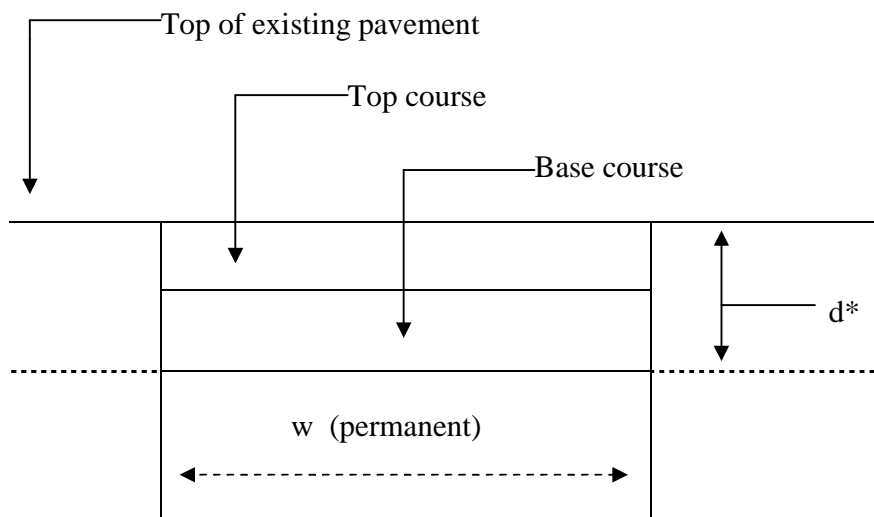 Top of existing pavement
Top course
Base course
d*
w (permanent)